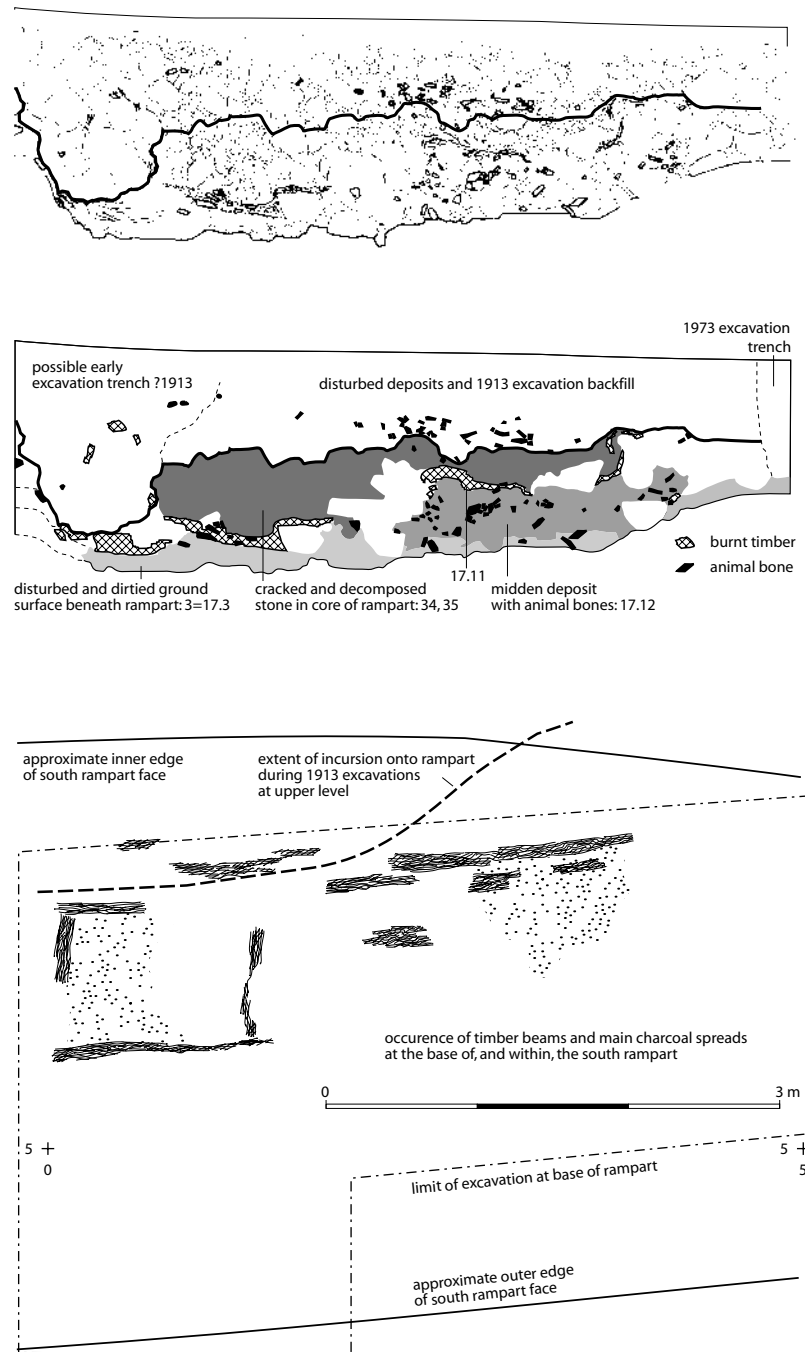 1973 excavation
trench
possible early
excavation trench ?1913
disturbed deposits and 1913 excavation backfill
burnt timber
animal bone
17.11
disturbed and dirtied ground
surface beneath rampart: 3=17.3
cracked and decomposed
stone in core of rampart: 34, 35
midden deposit
with animal bones: 17.12
approximate inner edge
of south rampart face
extent of incursion onto rampart
during 1913 excavations
at upper level
occurence of timber beams and main charcoal spreads
at the base of, and within, the south rampart
0
3 m
5
0
5
5
limit of excavation at base of rampart
approximate outer edge
of south rampart face